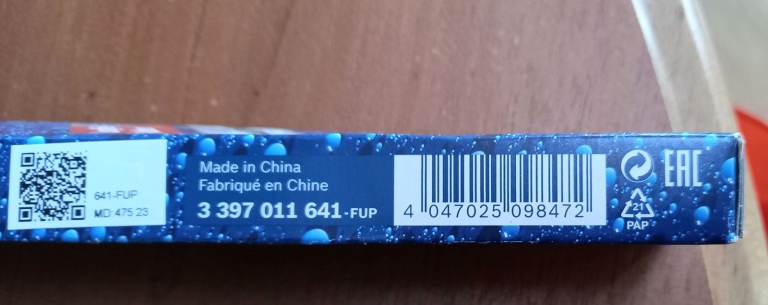 641-FUP
MD:475 23
Made in China
Fabriqué en Chine
3 397 011 641-FUP
4 047025 098472
21
PAP
EAC